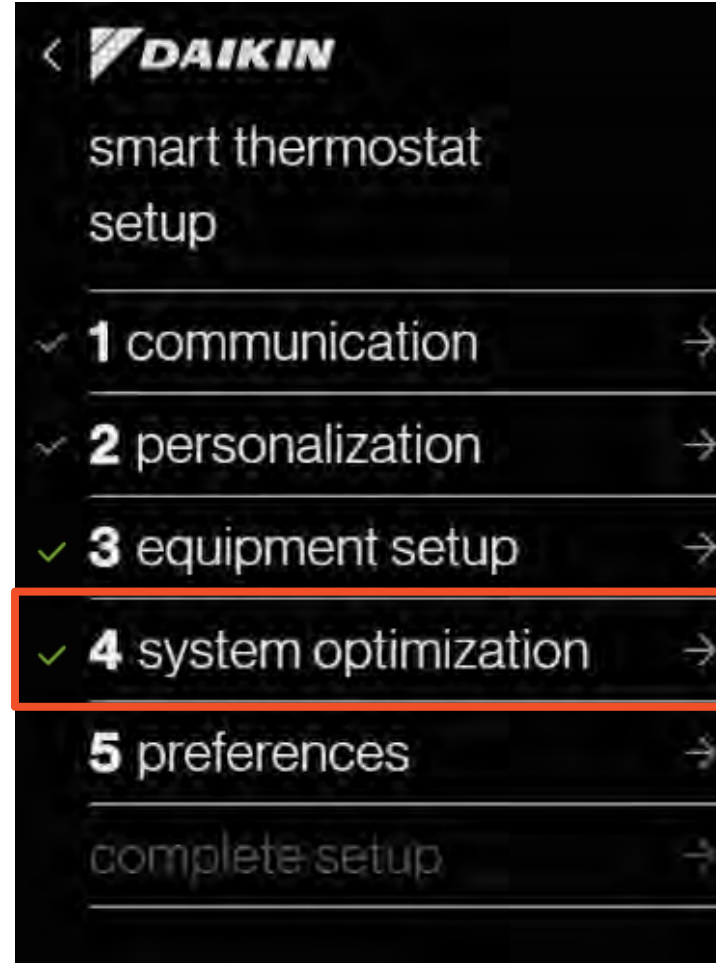 DAIKIN
smart thermostat
setup
1 communication
2 personalization
3 equipment setup
4 system optimization
5 preferences
complete setup